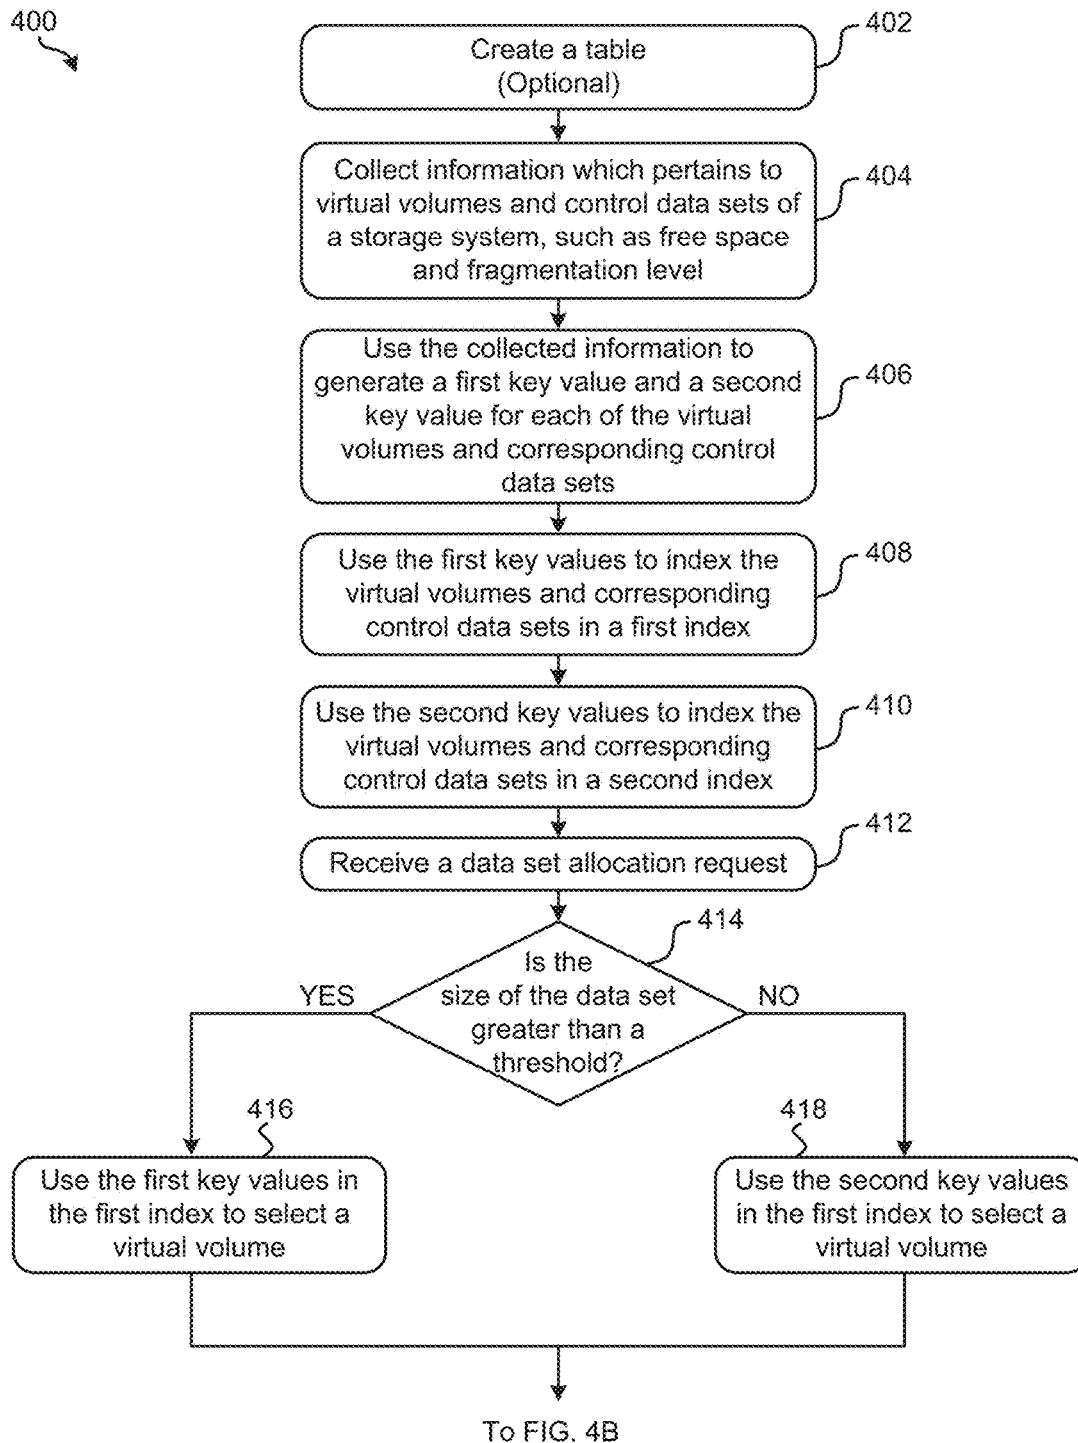 400
402
Create a table
(Optional)
404
Collect information which pertains to
virtual volumes and control data sets of
a storage system, such as free space
and fragmentation level
406
Use the collected information to
generate a first key value and a second
key value for each of the virtual
volumes and corresponding control
data sets
408
Use the first key values to index the
virtual volumes and corresponding
control data sets in a first index
410
Use the second key values to index the
virtual volumes and corresponding
control data sets in a second index
412
Receive a data set allocation request
414
Is the
size of the data set
greater than a
threshold?
YES
NO
416
Use the first key values in
the first index to select a
virtual volume
418
Use the second key values
in the first index to select a
virtual volume
To FIG. 4B